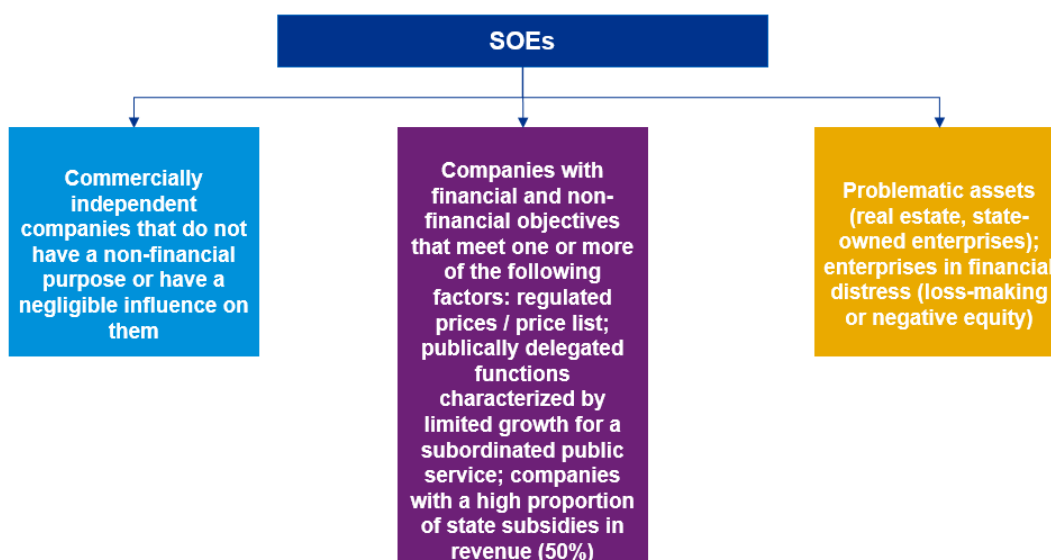 SOEs
Commercially
independent
companies that do not
have a non-financial
purpose or have a
negligible influence on
them
Companies with
financial and non-
financial objectives
that meet one or more
of the following
factors: regulated
prices / price list;
publically delegated
functions
characterized by
limited growth for a
subordinated public
service; companies
with a high proportion
of state subsidies in
revenue (50%)
Problematic assets
(real estate, state-
owned enterprises);
enterprises in financial
distress (loss-making
or negative equity)